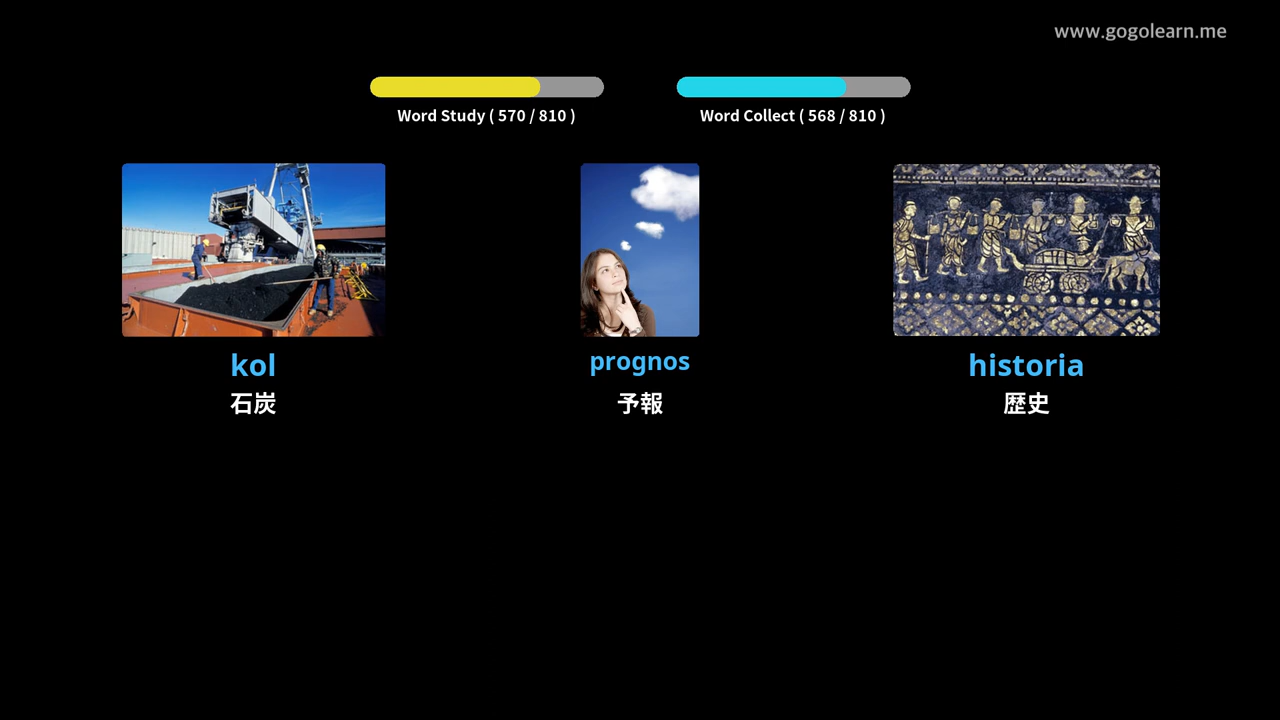 www.gogolearn.me
Word Study ( 570 / 810 )
Word Collect ( 568 / 810 )
kol
石炭
prognos
予報
historia
歴史